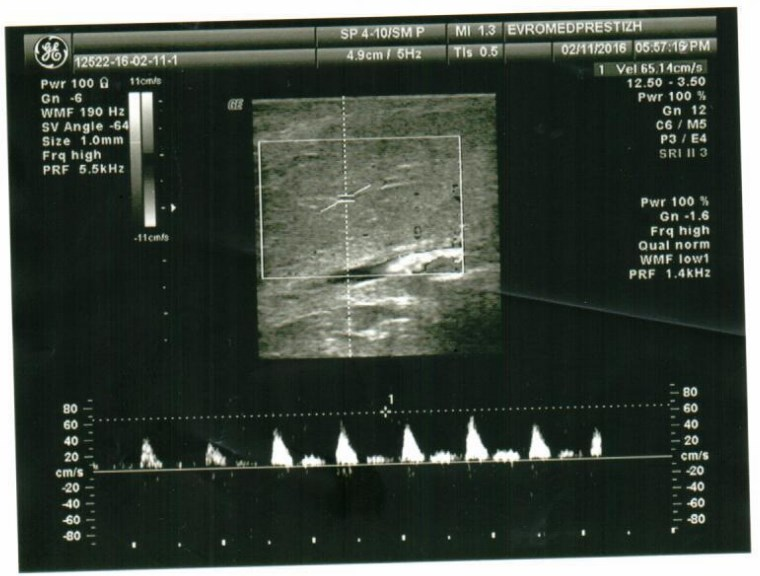 SP 4-10/SM P MI 1.3 EVROMEDPRESTIZH
GE 12522-16-02-11-1 4.9cm / 5Hz TIs 0.5 02/11/2016 05:57:16 PM
Pwr 100
Gn -6
WMF 190 Hz
SV Angle -64
Size 1.0mm
Frq high
PRF 5.5kHz
11cm/s
-11cm/s
GE
1 Vel 65.14cm/s
12.50 - 3.50
Pwr 100 %
Gn 12
C6 / M5
P3 / E4
SRI II 3
Pwr 100 %
Gn -1.6
Frq high
Qual norm
WMF low1
PRF 1.4kHz
1
80
60
40
20
cm/s
-20
-40
-60
-80
80
60
40
20
cm/s
-20
-40
-60
-80